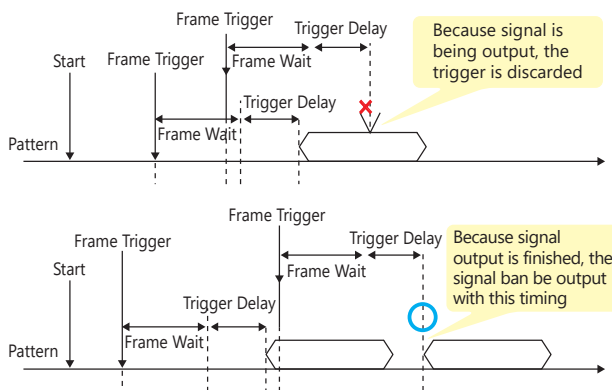 Frame Trigger
Trigger Delay
Because signal is
being output, the
trigger is discarded
Start
Frame Trigger
Frame Wait
Trigger Delay
Frame Wait
Pattern
Frame Trigger
Frame Trigger
Trigger Delay
Because signal
output is finished, the
signal ban be output
with this timing
Start
Frame Wait
Trigger Delay
Frame Wait
Pattern